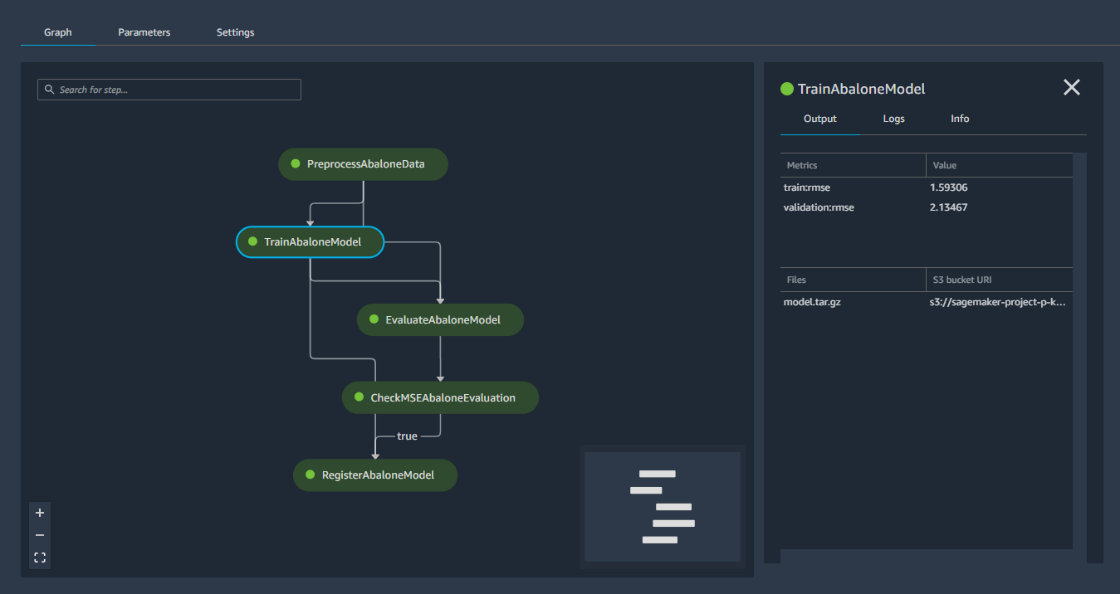 Graph Parameters Settings
Search for step...
PreprocessAbaloneData
TrainAbaloneModel
EvaluateAbaloneModel
CheckMSEAbaloneEvaluation
true
RegisterAbaloneModel
TrainAbaloneModel
Output Logs Info
Metrics Value
train:rmse 1.59306
validation:rmse 2.13467
Files S3 bucket URI
model.tar.gz s3://sagemaker-project-p-k...